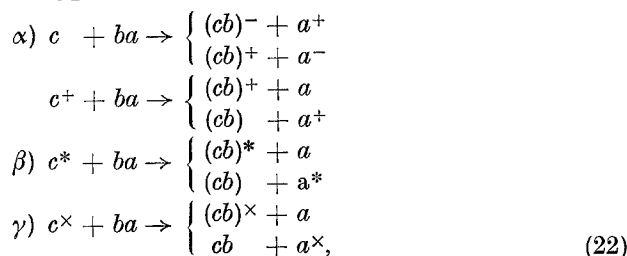 α) c + ba → { (cb)⁻ + a⁺
(cb)⁺ + a⁻
c⁺ + ba → { (cb)⁺ + a
(cb) + a⁺
β) c* + ba → { (cb)* + a
(cb) + a*
γ) c× + ba → { (cb)× + a
cb + a×, (22)